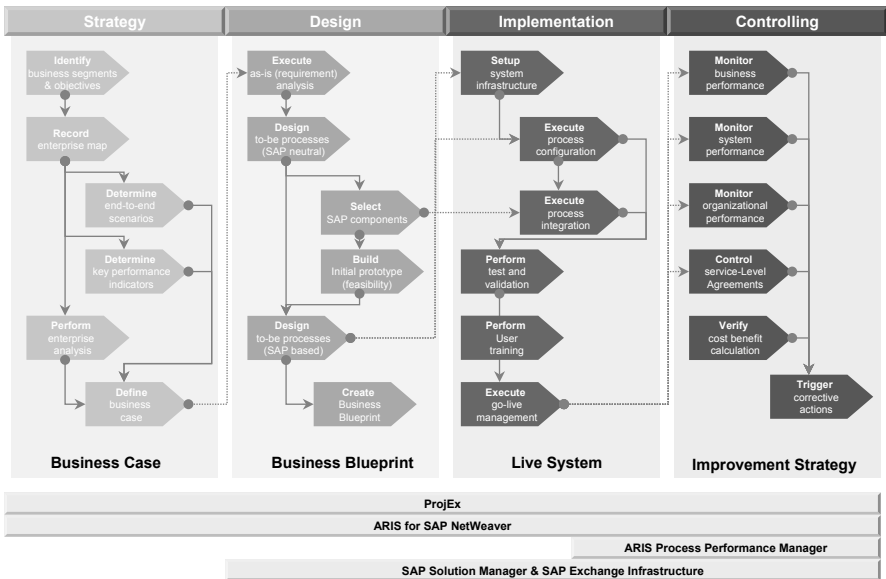 Strategy
Design
Implementation
Controlling
Identify
business segments
& objectives
Record
enterprise map
Determine
end-to-end
scenarios
Determine
key performance
indicators
Perform
enterprise
analysis
Define
business
case
Business Case
Execute
as-is (requirement)
analysis
Design
to-be processes
(SAP neutral)
Select
SAP components
Build
Initial prototype
(feasibility)
Design
to-be processes
(SAP based)
Create
Business
Blueprint
Business Blueprint
Setup
system
infrastructure
Execute
process
configuration
Execute
process
integration
Perform
test and
validation
Perform
User
training
Execute
go-live
management
Live System
Monitor
business
performance
Monitor
system
performance
Monitor
organizational
performance
Control
service-Level
Agreements
Verify
cost benefit
calculation
Trigger
corrective
actions
Improvement Strategy
ProjEx
ARIS for SAP NetWeaver
ARIS Process Performance Manager
SAP Solution Manager & SAP Exchange Infrastructure